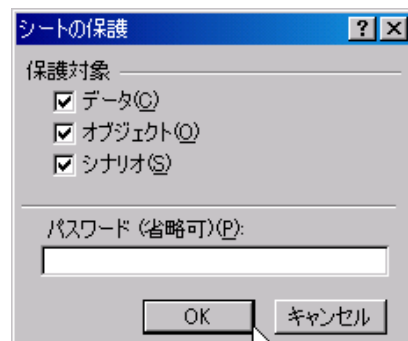 シートの保護
保護対象
データ(C)
オブジェクト(O)
シナリオ(S)
パスワード (省略可)(P):
OK キャンセル